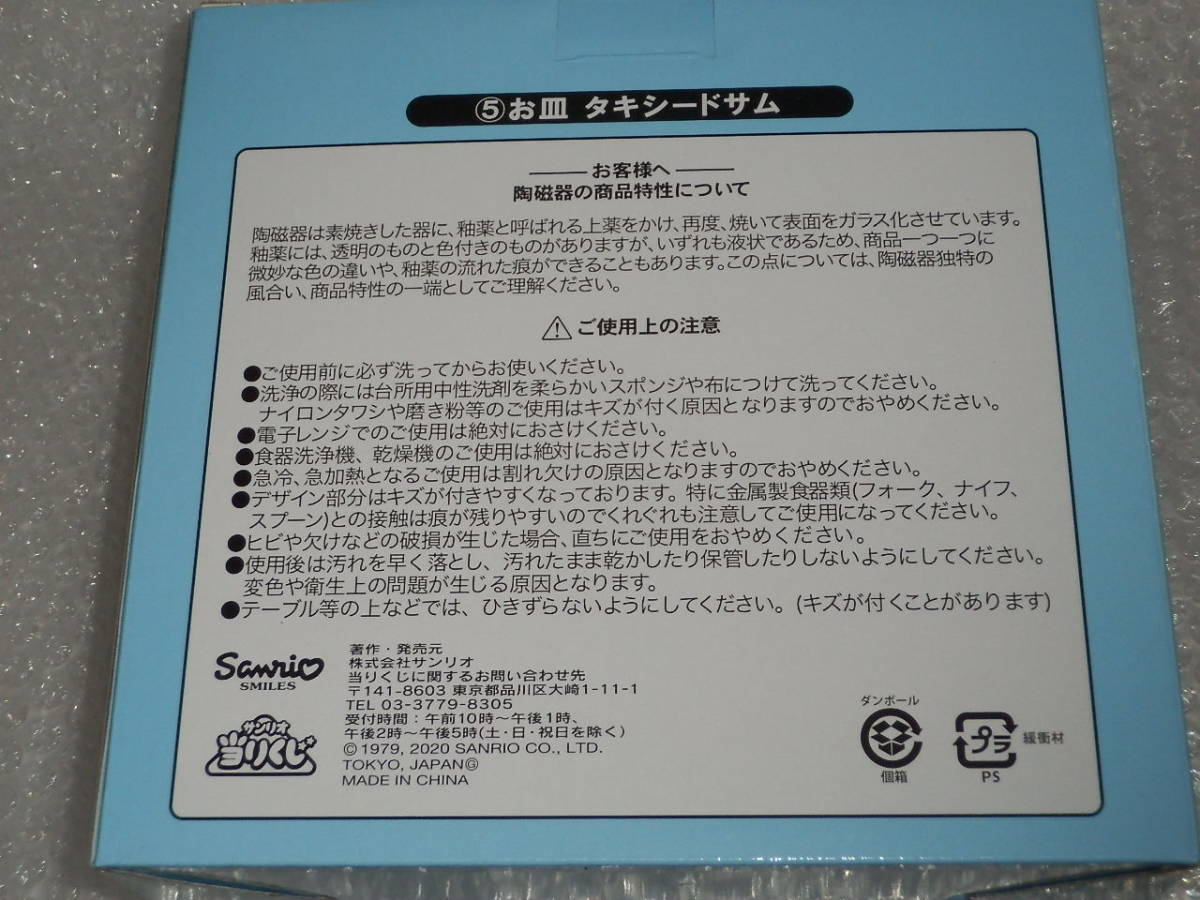 ⑤お皿 タキシードサム
お客様へ
陶磁器の商品特性について
陶磁器は素焼きした器に、釉薬と呼ばれる上薬をかけ、再度、焼いて表面をガラス化させています。
釉薬には、透明のものと色付きのものがありますが、いずれも液状であるため、商品一つ一つに
微妙な色の違いや、釉薬の流れた痕ができることもあります。この点については、陶磁器独特の
風合い、商品特性の一端としてご理解ください。
ご使用上の注意
●ご使用前に必ず洗ってからお使いください。
●洗浄の際には台所用中性洗剤を柔らかいスポンジや布につけて洗ってください。
ナイロンタワシや磨き粉等のご使用はキズが付く原因となりますのでおやめください。
●電子レンジでのご使用は絶対におさけください。
●食器洗浄機、乾燥機のご使用は絶対におさけください。
●急冷、急加熱となるご使用は割れ欠けの原因となりますのでおやめください。
●デザイン部分はキズが付きやすくなっております。特に金属製食器類(フォーク、ナイフ、
スプーン)との接触は痕が残りやすいのでくれぐれも注意してご使用になってください。
●ヒビや欠けなどの破損が生じた場合、直ちにご使用をおやめください。
●使用後は汚れを早く落とし、汚れたまま乾かしたり保管したりしないようにしてください。
変色や衛生上の問題が生じる原因となります。
●テーブル等の上などでは、ひきずらないようにしてください。(キズが付くことがあります)
Sanrio
SMILES
サンリオ
当りくじ
著作・発売元
株式会社サンリオ
当りくじに関するお問い合わせ先
〒141-8603 東京都品川区大崎1-11-1
TEL 03-3779-8305
受付時間:午前10時〜午後1時、
午後2時〜午後5時(土・日・祝日を除く)
©1979, 2020 SANRIO CO., LTD.
TOKYO, JAPANⒼ
MADE IN CHINA
ダンボール
個箱
プラ
緩衝材
PS